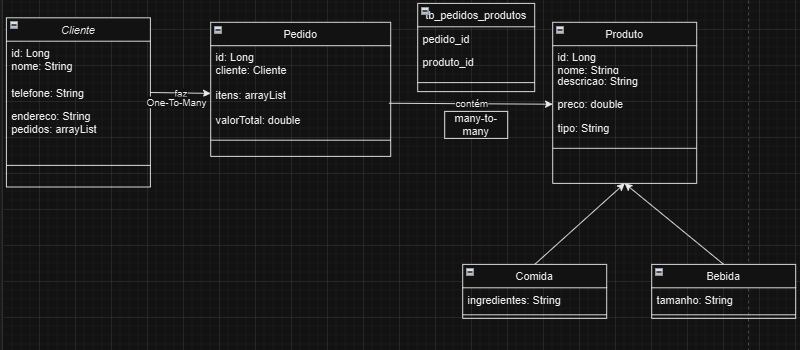 Cliente
id: Long
nome: String
telefone: String
endereco: String
pedidos: arrayList
faz
One-To-Many
Pedido
id: Long
cliente: Cliente
itens: arrayList
valorTotal: double
tb_pedidos_produtos
pedido_id
produto_id
contém
many-to-
many
Produto
id: Long
nome: String
descricao: String
preco: double
tipo: String
Comida
ingredientes: String
Bebida
tamanho: String